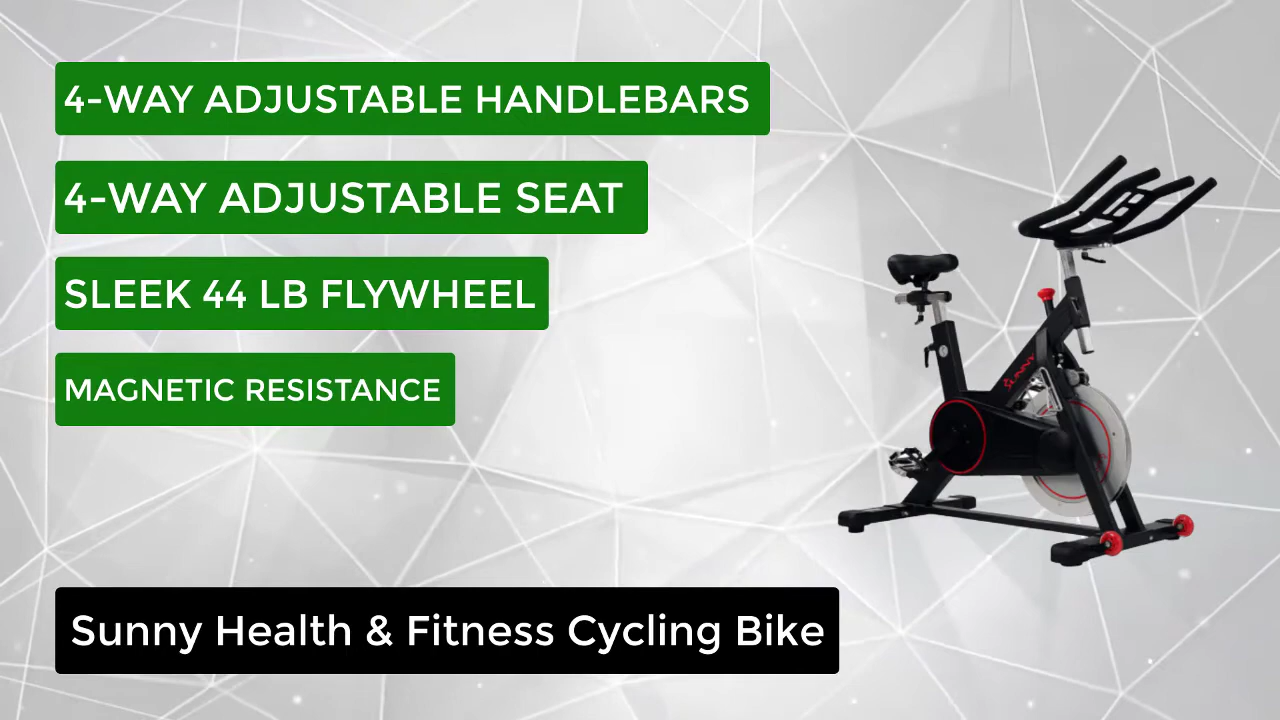 4-WAY ADJUSTABLE HANDLEBARS
4-WAY ADJUSTABLE SEAT
SLEEK 44 LB FLYWHEEL
MAGNETIC RESISTANCE
SUNNY
Sunny Health & Fitness Cycling Bike